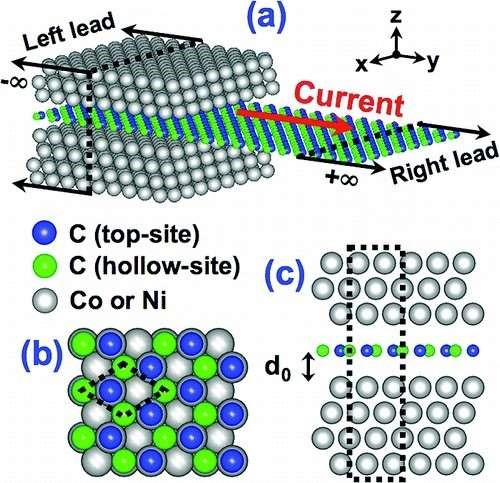 (a)
Left lead
z
x
y
-∞
Current
Right lead
+∞
C (top-site)
C (hollow-site)
Co or Ni
(b)
(c)
d₀